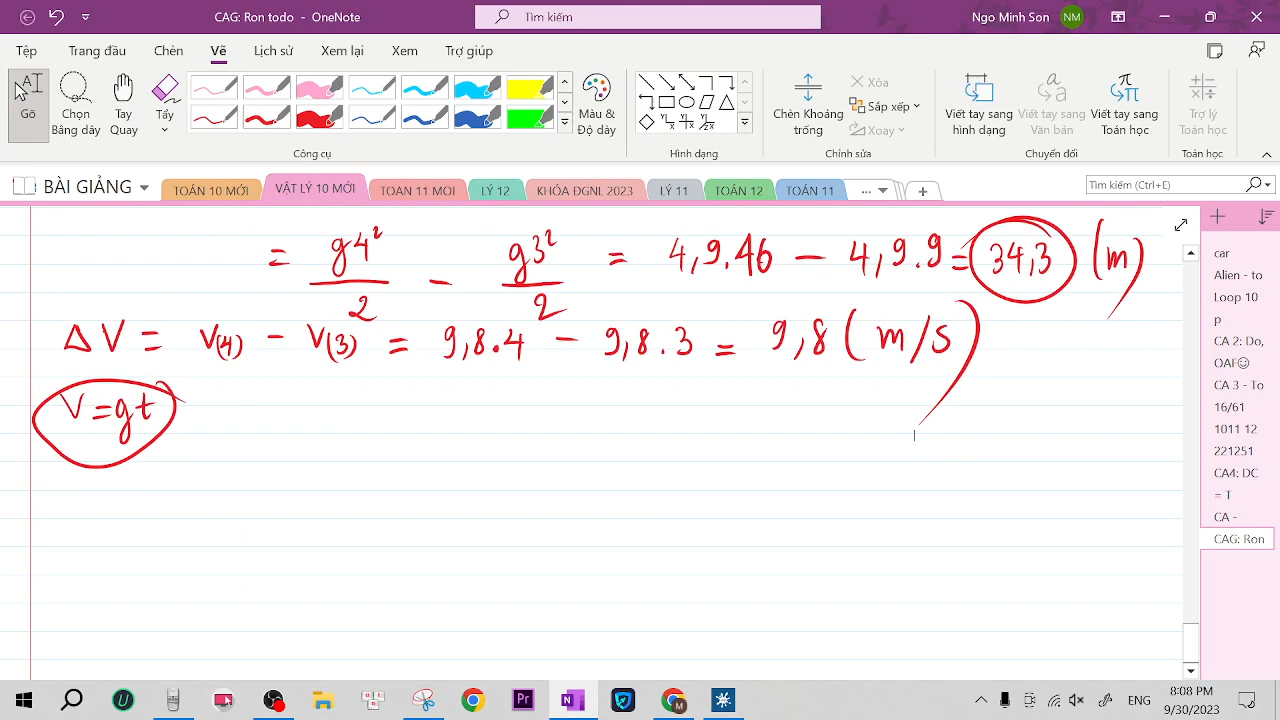 CAG: Ron todo - OneNote
Tìm kiếm
Ngo Minh Son NM
Tệp Trang đầu Chèn Vẽ Lịch sử Xem lại Xem Trợ giúp
Gõ
Chọn Bằng dây
Tay Quay
Màu & Độ dày
Chèn Khoảng trống
Xóa
Sắp xếp
Xoay
Viết tay sang hình dạng
Viết tay sang Văn bản
Viết tay sang Toán học
Trợ lý Toán học
Công cụ Hình dạng Chỉnh sửa Chuyển đổi Toán học
BÀI GIẢNG TOÁN 10 MỚI VẬT LÝ 10 MỚI TOAN 11 MOI LÝ 12 KHÓA ĐGNL 2023 LÝ 11 TOÁN 12 TOÁN 11 ... Tìm kiếm (Ctrl+E)
= g4²/2 - g3²/2 = 4,9.46 - 4,9.9 = 34,3 (m)
ΔV = V(4) - V(3) = 9,8.4 - 9,8.3 = 9,8 (m/s)
V = gt
car
Alien - to
Loop 10
p
CA 2: Do,
OAF☺
CA 3 - To
16/61
1011 12
221251
CA4: DC
= T
CA -
CAG: Ron
ENG 8:08 PM
9/30/2023